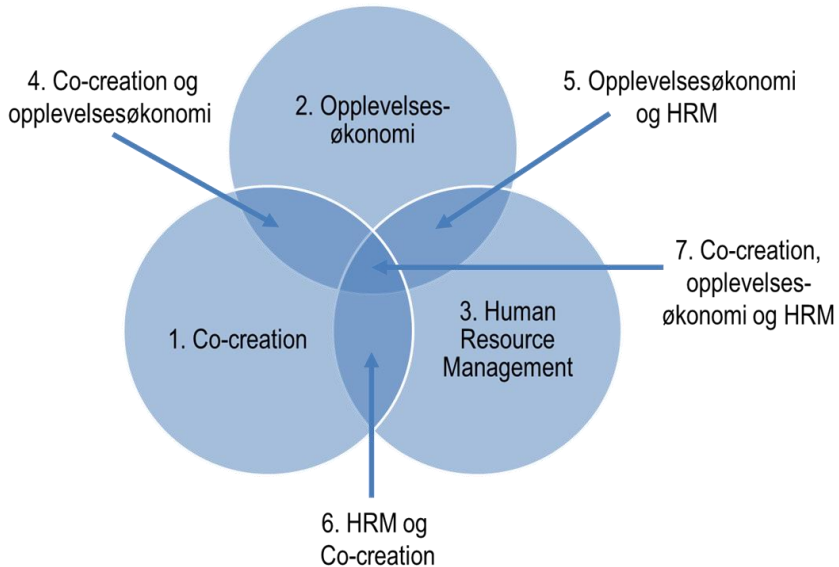 4. Co-creation og
opplevelsesøkonomi
2. Opplevelses-
økonomi
5. Opplevelsesøkonomi
og HRM
7. Co-creation,
opplevelses-
økonomi og HRM
1. Co-creation
3. Human
Resource
Management
6. HRM og
Co-creation